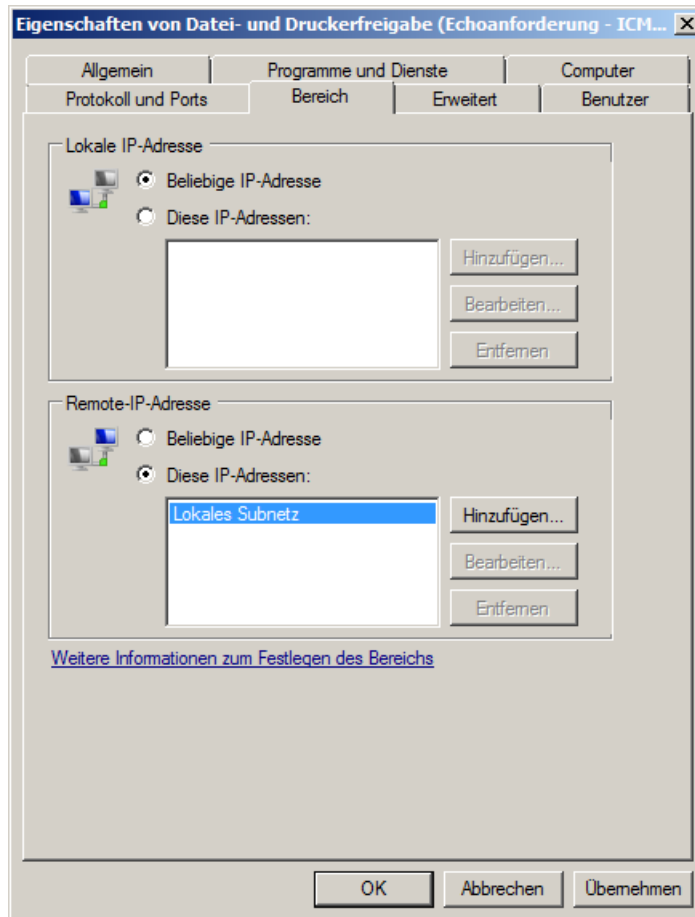 Eigenschaften von Datei- und Druckerfreigabe (Echoanforderung - ICM...
Allgemein
Programme und Dienste
Computer
Protokoll und Ports
Bereich
Erweitert
Benutzer
Lokale IP-Adresse
Beliebige IP-Adresse
Diese IP-Adressen:
Hinzufügen...
Bearbeiten...
Entfernen
Remote-IP-Adresse
Beliebige IP-Adresse
Diese IP-Adressen:
Lokales Subnetz
Hinzufügen...
Bearbeiten...
Entfernen
Weitere Informationen zum Festlegen des Bereichs
OK
Abbrechen
Übernehmen